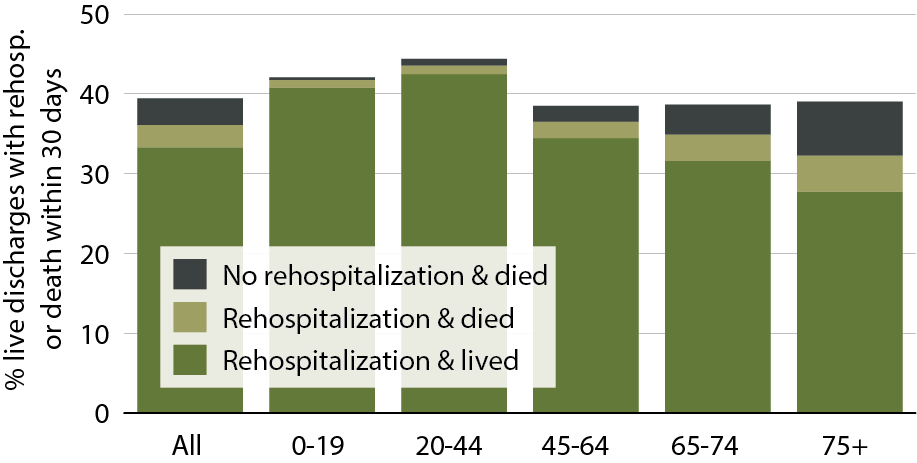 % live discharges with rehosp.
or death within 30 days
50
40
30
20
10
0
No rehospitalization & died
Rehospitalization & died
Rehospitalization & lived
All 0-19 20-44 45-64 65-74 75+